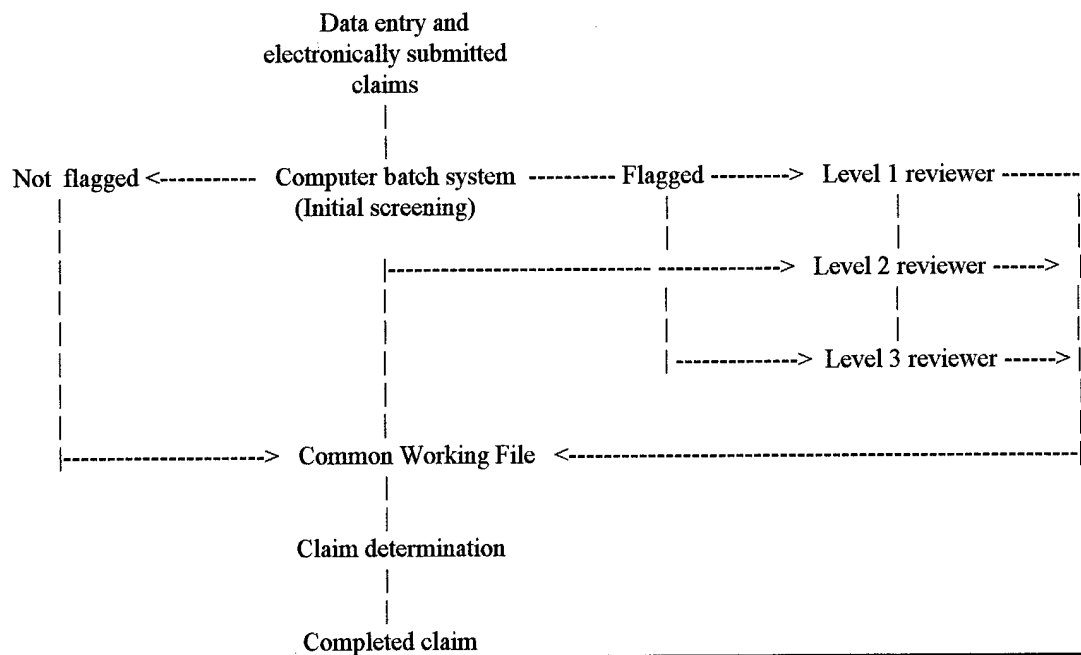 Data entry and
electronically submitted
claims
Not flagged <---------- Computer batch system ---------- Flagged ---------> Level 1 reviewer --------
(Initial screening)
|----------------------------- -------------> Level 2 reviewer ------>
|-------------> Level 3 reviewer ------>
|----------------------> Common Working File <------------------------------------------------------
Claim determination
Completed claim